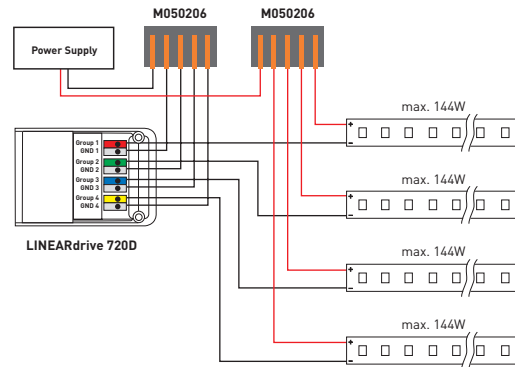 M050206
M050206
Power Supply
max. 144W
+
−
Group 1
GND 1
Group 2
GND 2
Group 3
GND 3
Group 4
GND 4
max. 144W
+
−
LINEARdrive 720D
max. 144W
+
−
max. 144W
+
−